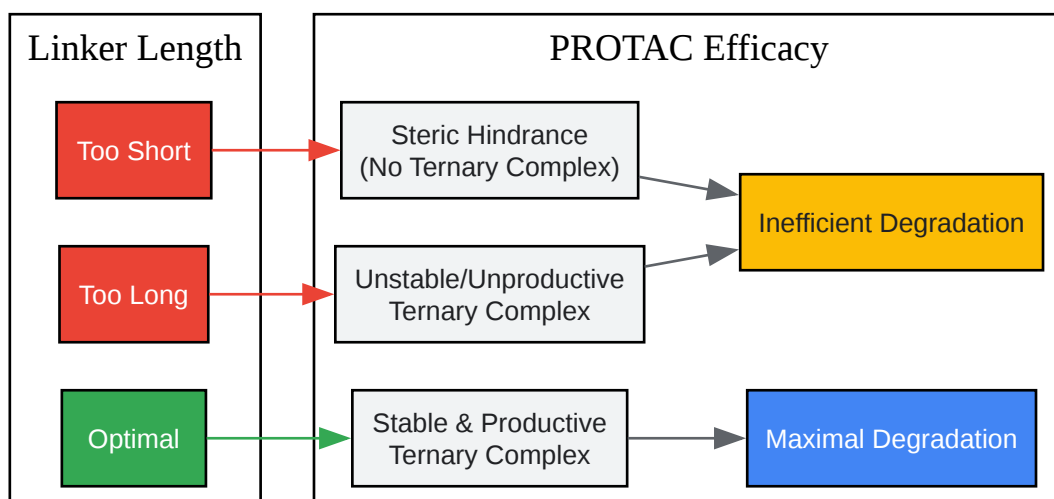 Linker Length
PROTAC Efficacy
Too Short
Steric Hindrance
(No Ternary Complex)
Inefficient Degradation
Too Long
Unstable/Unproductive
Ternary Complex
Optimal
Stable & Productive
Ternary Complex
Maximal Degradation